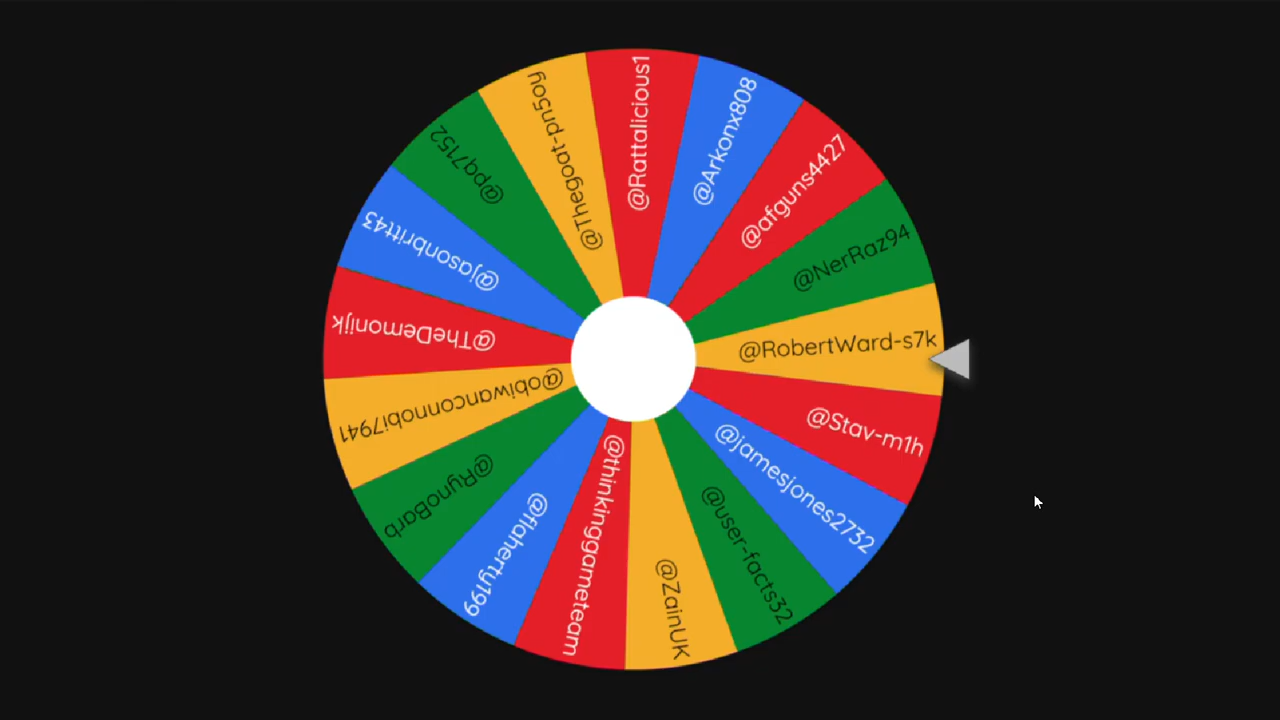 @Rattalicious1
@Arkonx808
@afguns4427
@NerRaz94
@RobertWard-s7k
@Stav-m1h
@jamesjones2732
@user-facts32
@ZainUK
@thinkinggameteam
@flaherty199
@RynoBarb
@obiwanconnobi7941
@TheDemonijk
@jasonbritt43
@pq7152
@Thegoat-pn5oy